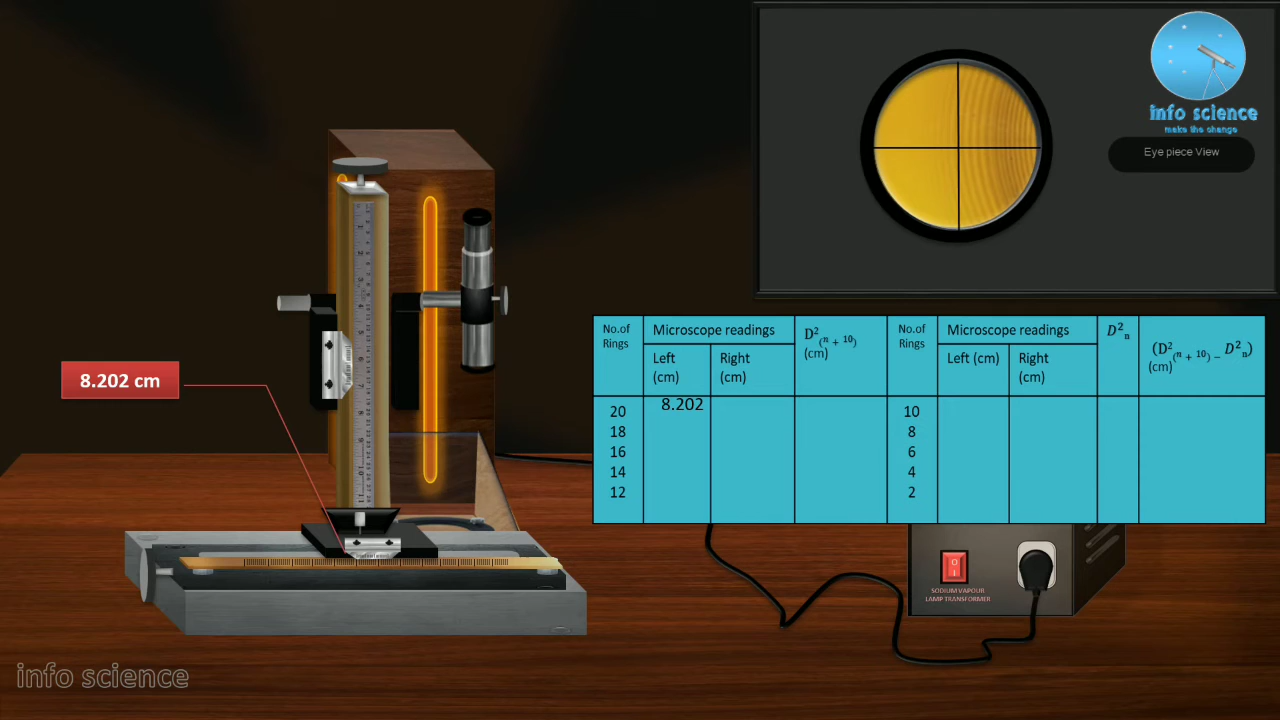 info science
make the change
Eye piece View
No.of Rings
Microscope readings
Left (cm)
Right (cm)
D²(n + 10) (cm)
No.of Rings
Microscope readings
Left (cm)
Right (cm)
D²n
(D²(n + 10) – D²n) (cm)
8.202 cm
20 8.202 10
18 8
16 6
14 4
12 2
SODIUM VAPOUR
LAMP TRANSFORMER
info science